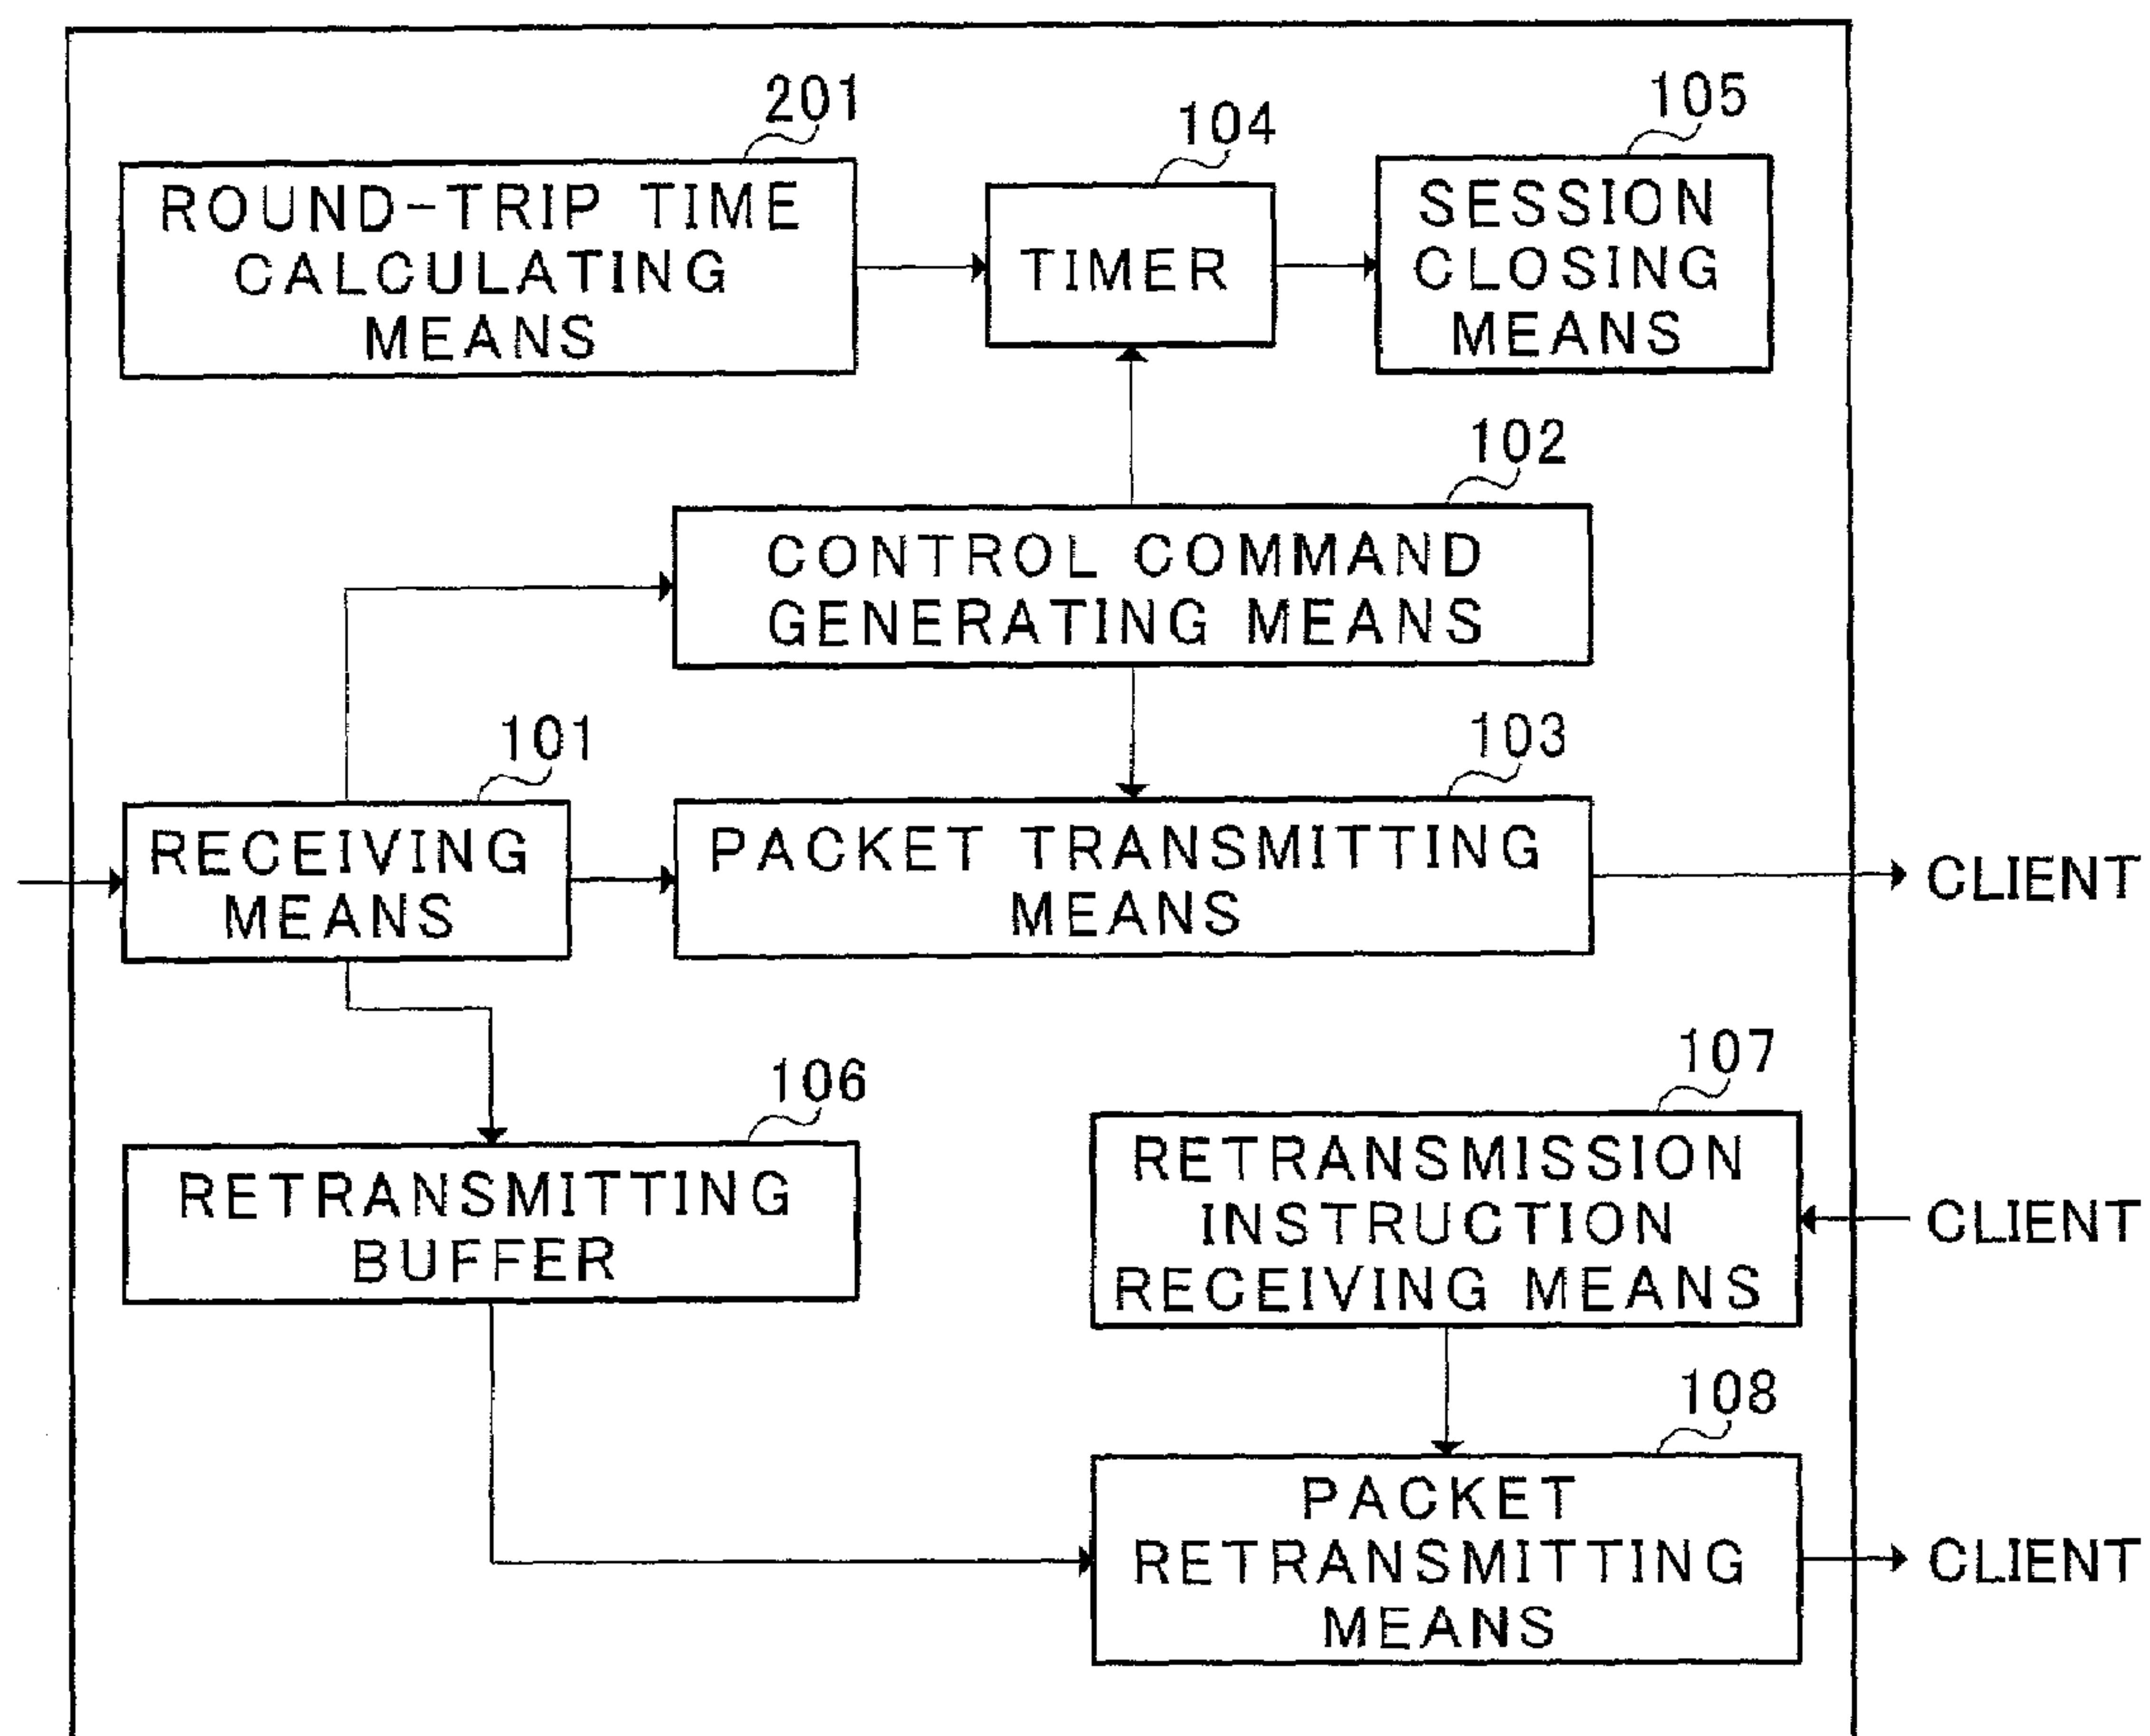 201
ROUND-TRIP TIME
CALCULATING
MEANS
104
TIMER
105
SESSION
CLOSING
MEANS
102
CONTROL COMMAND
GENERATING MEANS
101
RECEIVING
MEANS
103
PACKET TRANSMITTING
MEANS
CLIENT
106
RETRANSMITTING
BUFFER
107
RETRANSMISSION
INSTRUCTION
RECEIVING MEANS
CLIENT
108
PACKET
RETRANSMITTING
MEANS
CLIENT